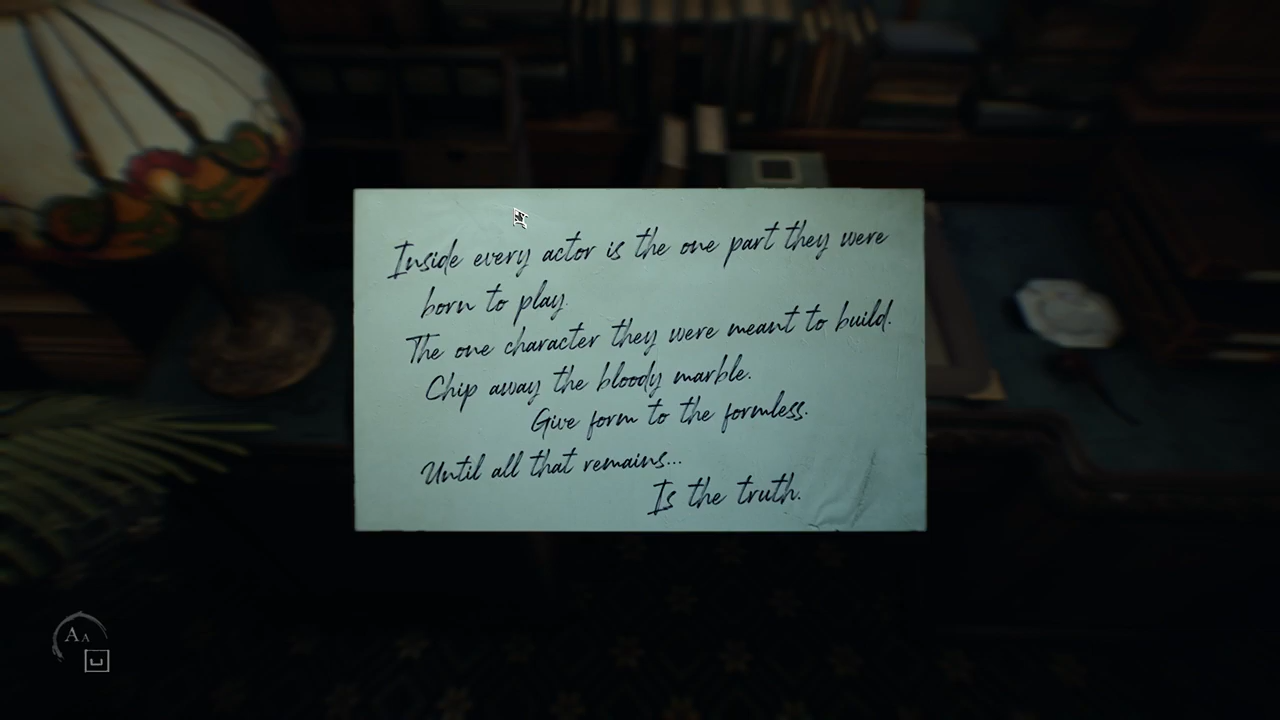 Inside every actor is the one part they were
born to play.
The one character they were meant to build.
Chip away the bloody marble.
Give form to the formless.
Until all that remains...
Is the truth.
AA